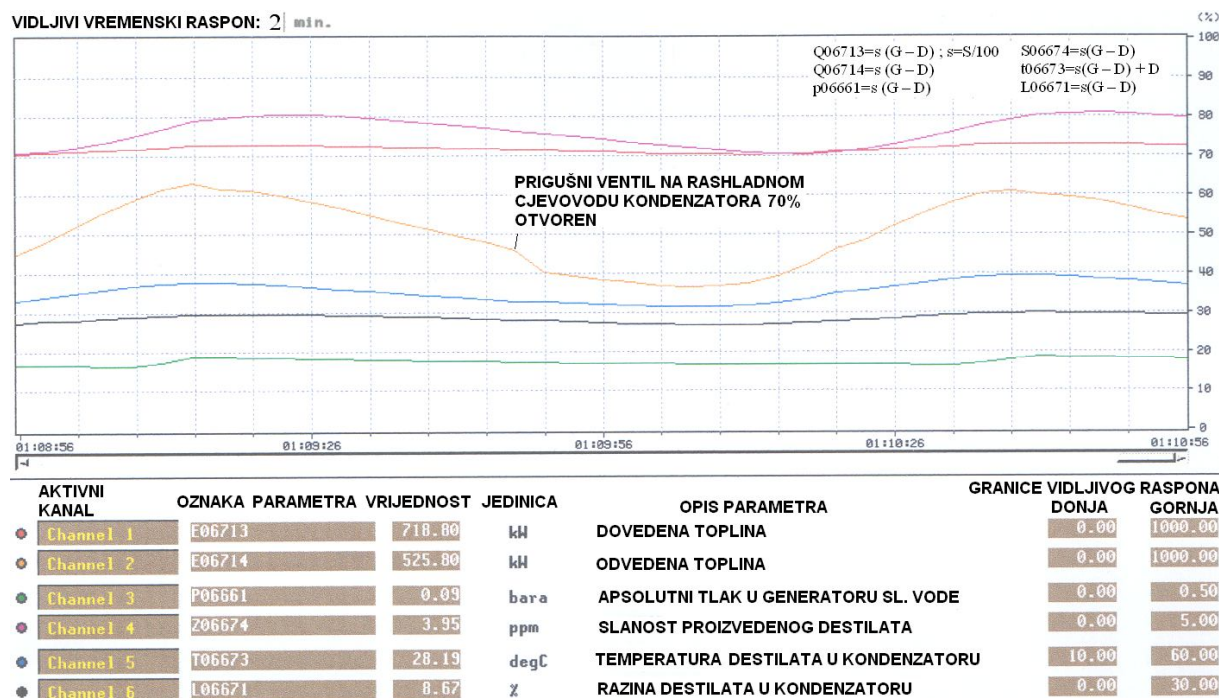 VIDLJIVI VREMENSKI RASPON: 2 min.
(%)
100
90
80
70
60
50
40
30
20
10
0
Q06713=s (G – D) ; s=S/100 S06674=s(G – D)
Q06714=s (G – D) t06673=s(G – D) + D
p06661=s (G – D) L06671=s(G – D)
PRIGUŠNI VENTIL NA RASHLADNOM
CJEVOVODU KONDENZATORA 70%
OTVOREN
01:08:56 01:09:26 01:09:56 01:10:26 01:10:56
AKTIVNI
KANAL OZNAKA PARAMETRA VRIJEDNOST JEDINICA OPIS PARAMETRA
GRANICE VIDLJIVOG RASPONA
DONJA GORNJA
Channel 1 E06713 718.80 kW DOVEDENA TOPLINA 0.00 1000.00
Channel 2 E06714 525.80 kW ODVEDENA TOPLINA 0.00 1000.00
Channel 3 P06661 0.09 bara APSOLUTNI TLAK U GENERATORU SL. VODE 0.00 0.50
Channel 4 Z06674 3.95 ppm SLANOST PROIZVEDENOG DESTILATA 0.00 5.00
Channel 5 T06673 28.19 degC TEMPERATURA DESTILATA U KONDENZATORU 10.00 60.00
Channel 6 L06671 8.67 % RAZINA DESTILATA U KONDENZATORU 0.00 30.00